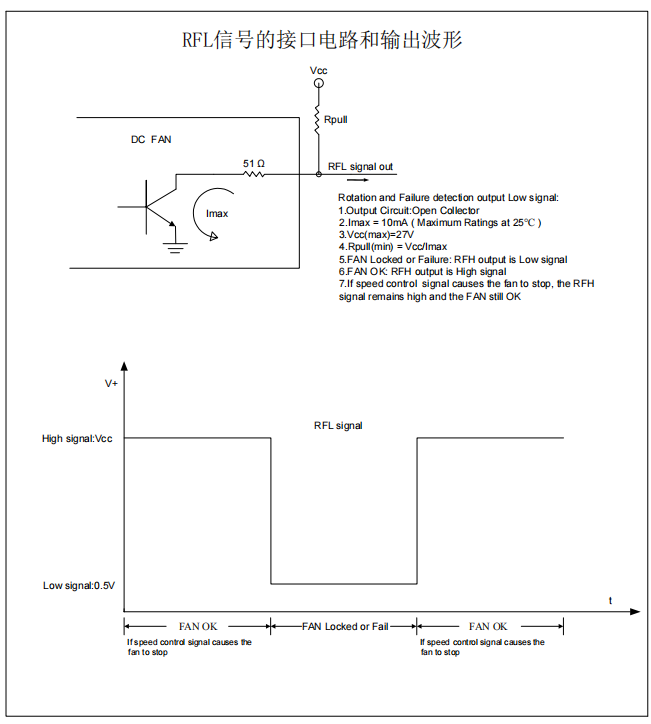 RFL信号的接口电路和输出波形
Vcc
Rpull
DC FAN
51 Ω
RFL signal out
Imax
Rotation and Failure detection output Low signal:
1.Output Circuit:Open Collector
2.Imax = 10mA ( Maximum Ratings at 25℃ )
3.Vcc(max)=27V
4.Rpull(min) = Vcc/Imax
5.FAN Locked or Failure: RFH output is Low signal
6.FAN OK: RFH output is High signal
7.If speed control signal causes the fan to stop, the RFH
signal remains high and the FAN still OK
V+
RFL signal
High signal:Vcc
Low signal:0.5V
t
FAN OK
FAN Locked or Fail
FAN OK
If speed control signal causes the
fan to stop
If speed control signal causes the
fan to stop